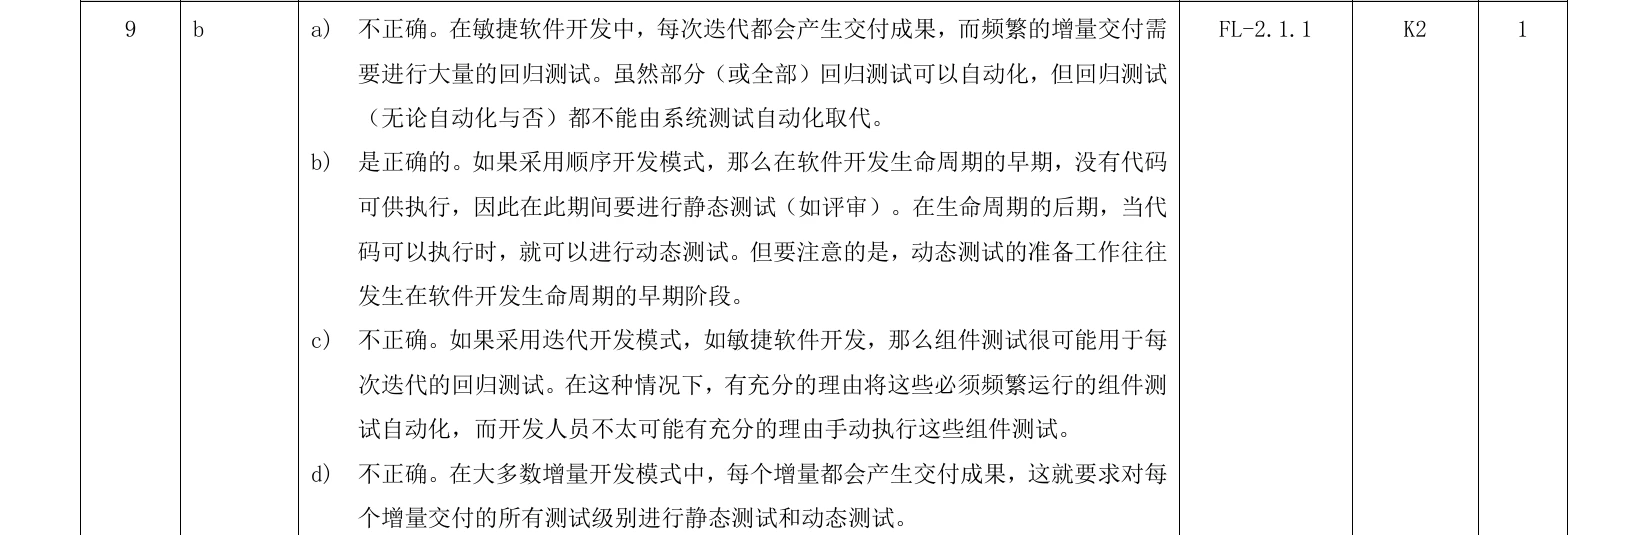 9 b a) 不正确。在敏捷软件开发中，每次迭代都会产生交付成果，而频繁的增量交付需 FL-2.1.1 K2 1
要进行大量的回归测试。虽然部分（或全部）回归测试可以自动化，但回归测试
（无论自动化与否）都不能由系统测试自动化取代。
b) 是正确的。如果采用顺序开发模式，那么在软件开发生命周期的早期，没有代码
可供执行，因此在此期间要进行静态测试（如评审）。在生命周期的后期，当代
码可以执行时，就可以进行动态测试。但要注意的是，动态测试的准备工作往往
发生在软件开发生命周期的早期阶段。
c) 不正确。如果采用迭代开发模式，如敏捷软件开发，那么组件测试很可能用于每
次迭代的回归测试。在这种情况下，有充分的理由将这些必须频繁运行的组件测
试自动化，而开发人员不太可能有充分的理由手动执行这些组件测试。
d) 不正确。在大多数增量开发模式中，每个增量都会产生交付成果，这就要求对每
个增量交付的所有测试级别进行静态测试和动态测试。